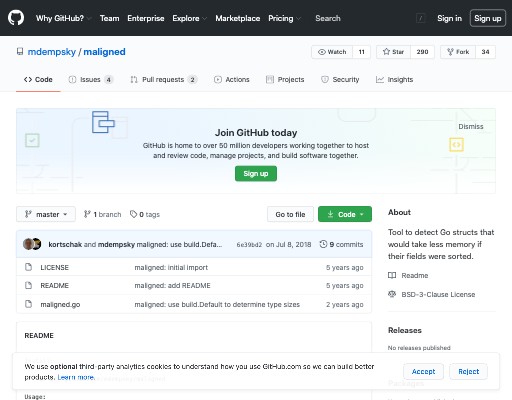 Why GitHub? Team Enterprise Explore Marketplace Pricing Search / Sign in Sign up
mdempsky / maligned
Watch 11 Star 290 Fork 34
Code Issues 4 Pull requests 2 Actions Projects Security Insights
Dismiss
Join GitHub today
GitHub is home to over 50 million developers working together to host
and review code, manage projects, and build software together.
Sign up
master 1 branch 0 tags Go to file Code
kortschak and mdempsky maligned: use build.Defa... 6e39bd2 on Jul 8, 2018 9 commits
LICENSE maligned: initial import 5 years ago
README maligned: add README 5 years ago
maligned.go maligned: use build.Default to determine type sizes 2 years ago
README
About
Tool to detect Go structs that
would take less memory if
their fields were sorted.
Readme
BSD-3-Clause License
Releases
No releases published
We use optional third-party analytics cookies to understand how you use GitHub.com so we can build better
products. Learn more.
Accept Reject
Usage: